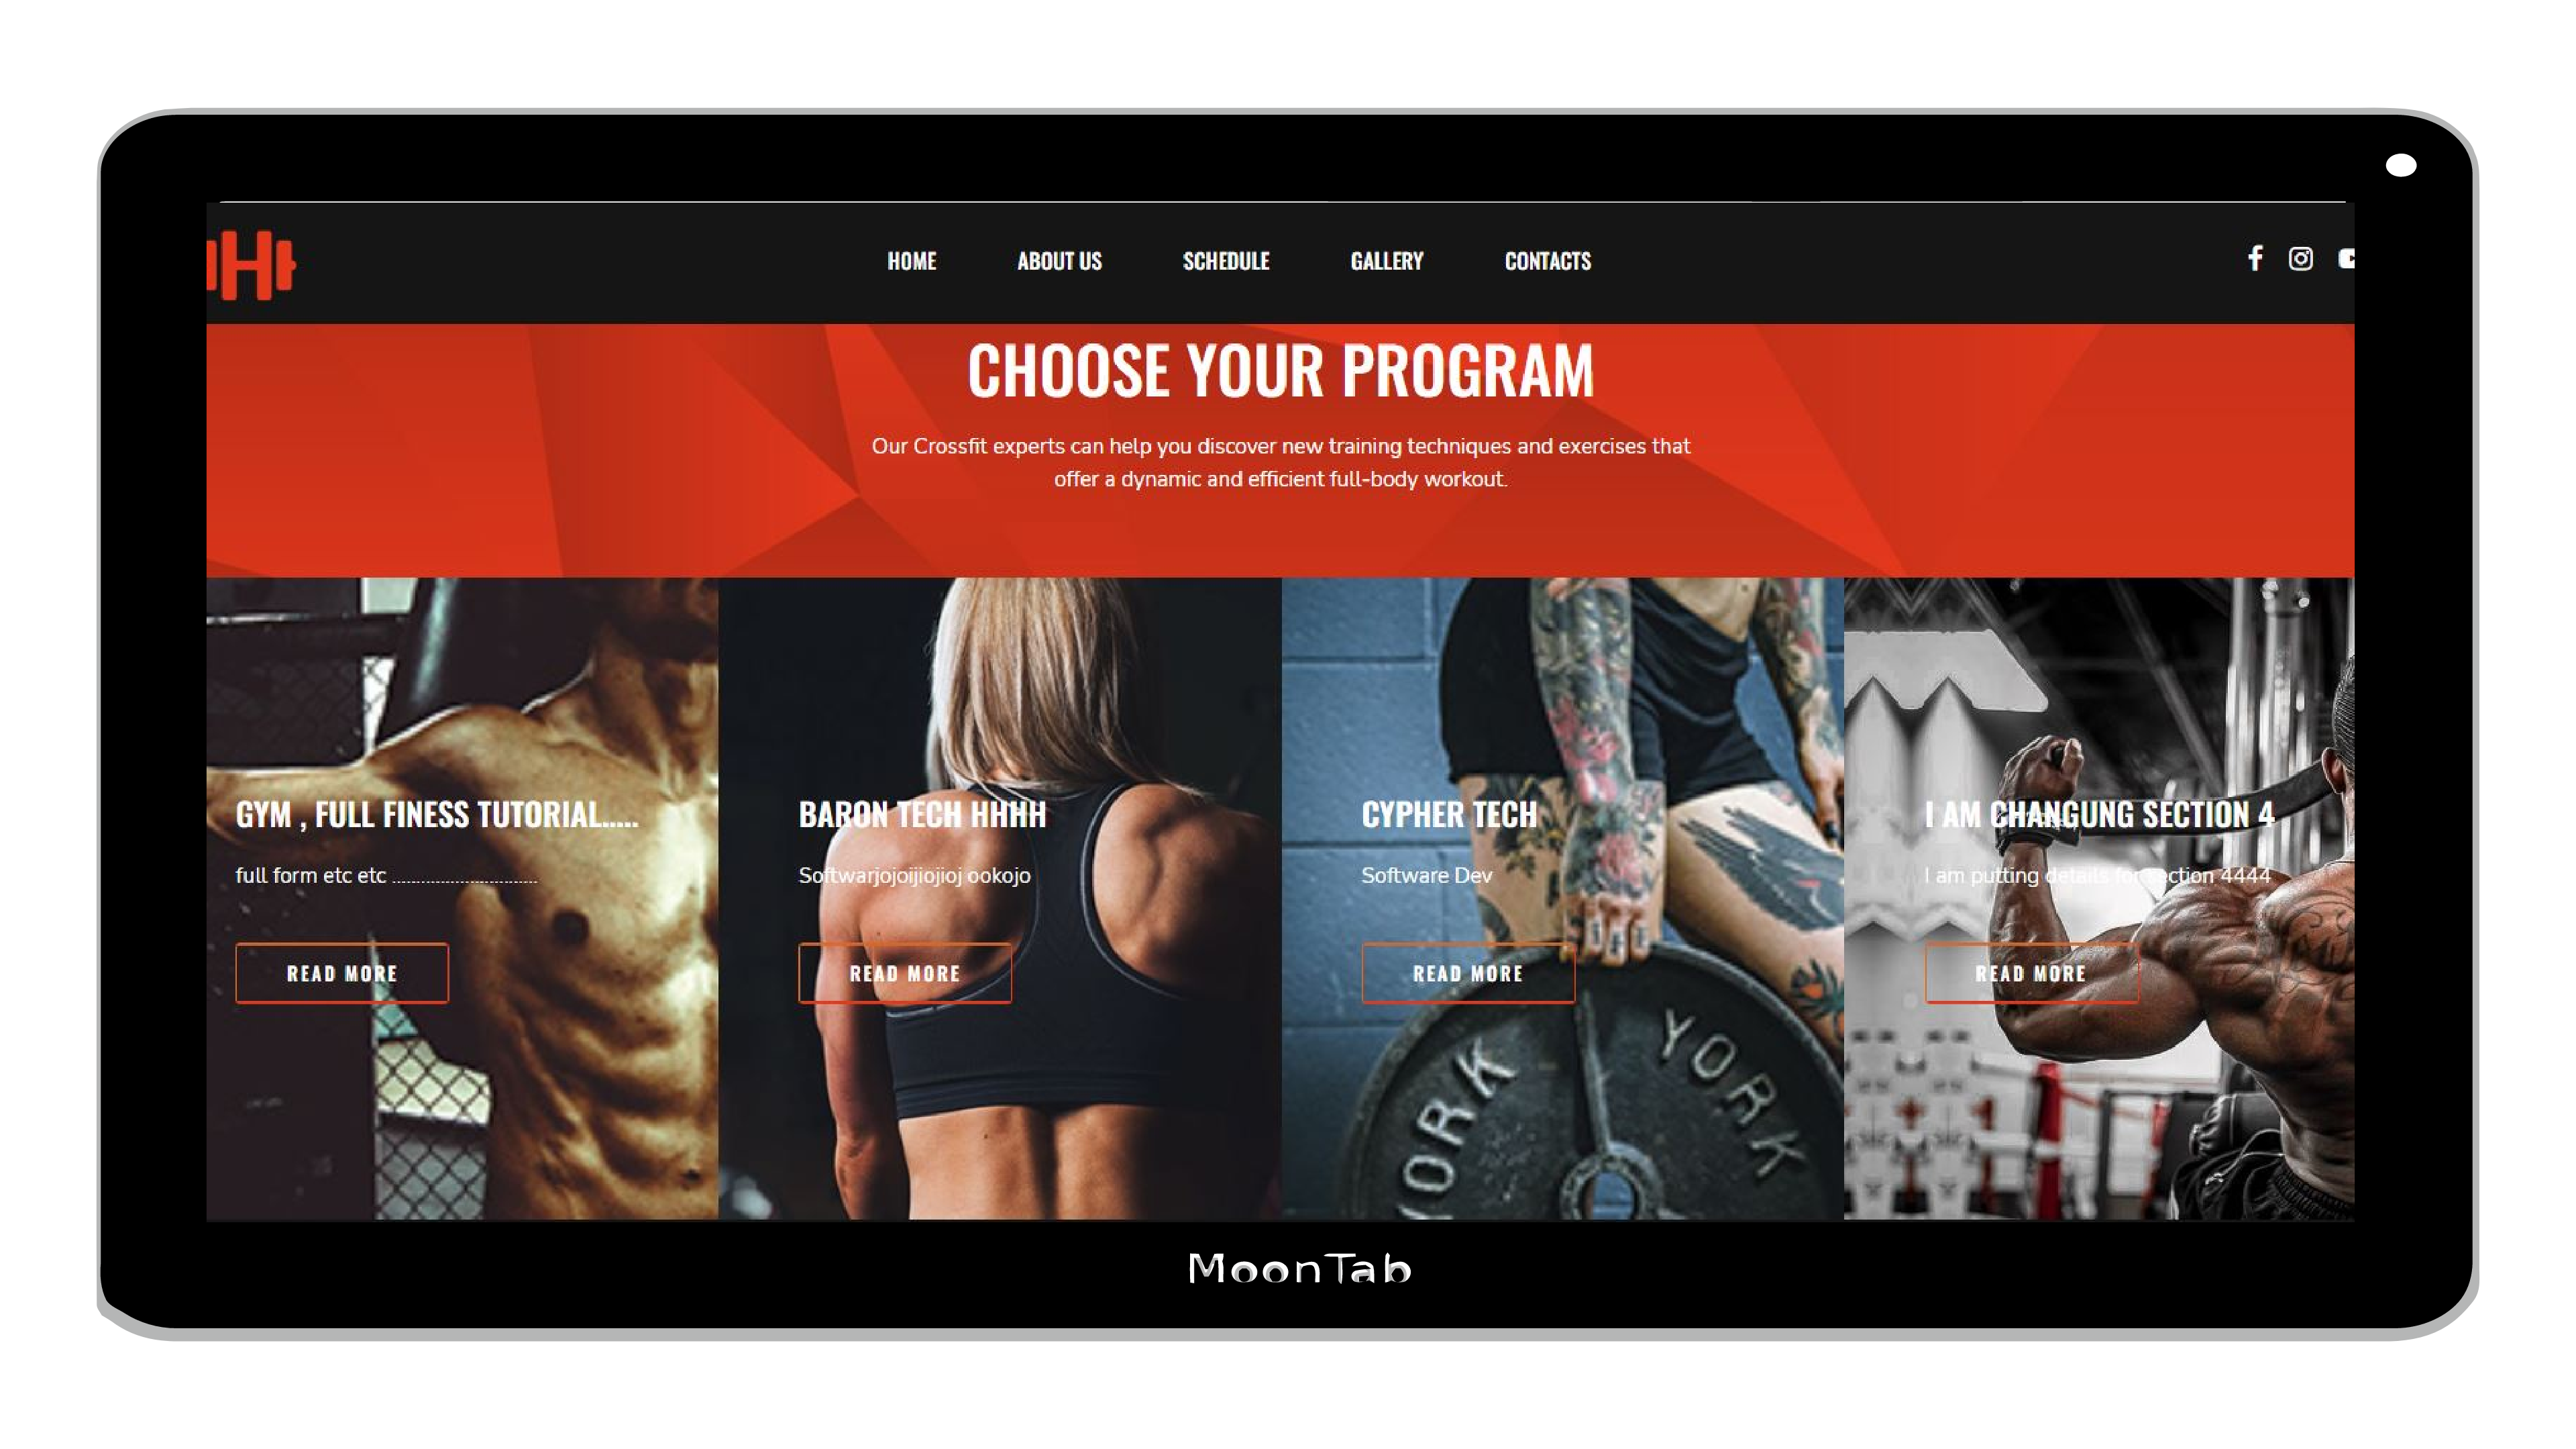 H
HOME ABOUT US SCHEDULE GALLERY CONTACTS
CHOOSE YOUR PROGRAM
Our Crossfit experts can help you discover new training techniques and exercises that
offer a dynamic and efficient full-body workout.
GYM , FULL FINESS TUTORIAL.....
full form etc etc ..............................
READ MORE
BARON TECH HHHH
Softwarjojoijiojioj ookojo
READ MORE
CYPHER TECH
Software Dev
READ MORE
YORK
YORK
I AM CHANGUNG SECTION 4
I am putting details for section 4444
READ MORE
MoonTab